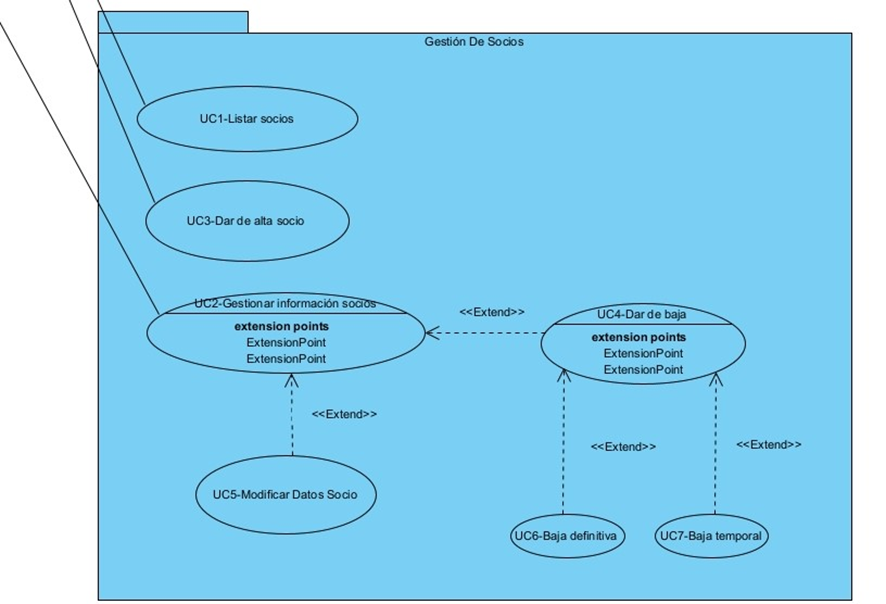 Gestión De Socios
UC1-Listar socios
UC3-Dar de alta socio
UC2-Gestionar información socios
extension points
ExtensionPoint
ExtensionPoint
<<Extend>>
UC4-Dar de baja
extension points
ExtensionPoint
ExtensionPoint
<<Extend>>
<<Extend>>
<<Extend>>
UC5-Modificar Datos Socio
UC6-Baja definitiva
UC7-Baja temporal